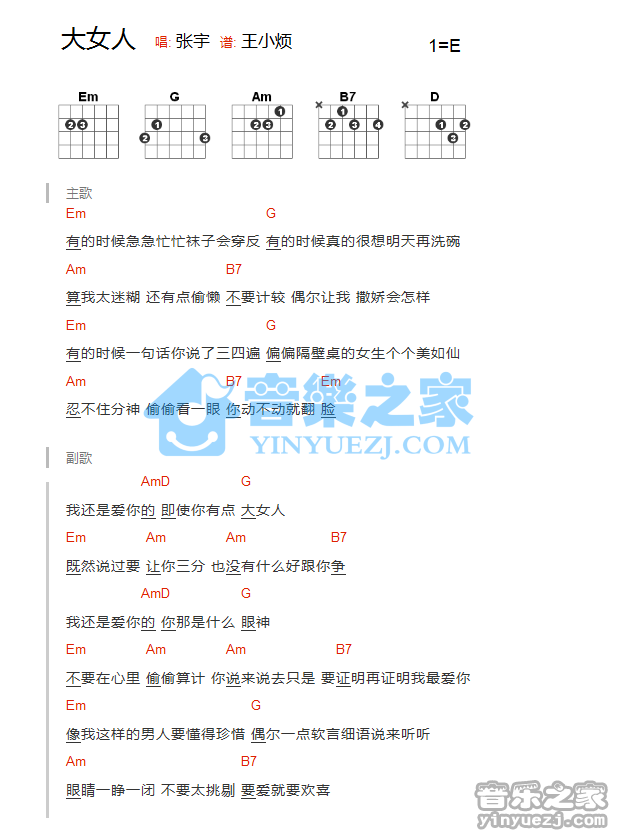 大女人 唱: 张宇 谱: 王小烦 1=E
Em G Am B7 D
主歌
Em G
有的时候急急忙忙袜子会穿反 有的时候真的很想明天再洗碗
Am B7
算我太迷糊 还有点偷懒 不要计较 偶尔让我 撒娇会怎样
Em G
有的时候一句话你说了三四遍 偏偏隔壁桌的女生个个美如仙
Am B7 Em
忍不住分神 偷偷看一眼 你动不动就翻 脸
音樂之家
YINYUEZJ.COM
副歌
AmD G
我还是爱你的 即使你有点 大女人
Em Am Am B7
既然说过要 让你三分 也没有什么好跟你争
AmD G
我还是爱你的 你那是什么 眼神
Em Am Am B7
不要在心里 偷偷算计 你说来说去只是 要证明再证明我最爱你
Em G
像我这样的男人要懂得珍惜 偶尔一点软言细语说来听听
Am B7
眼睛一睁一闭 不要太挑剔 要爱就要欢喜
音乐之家
yinyuezj.com